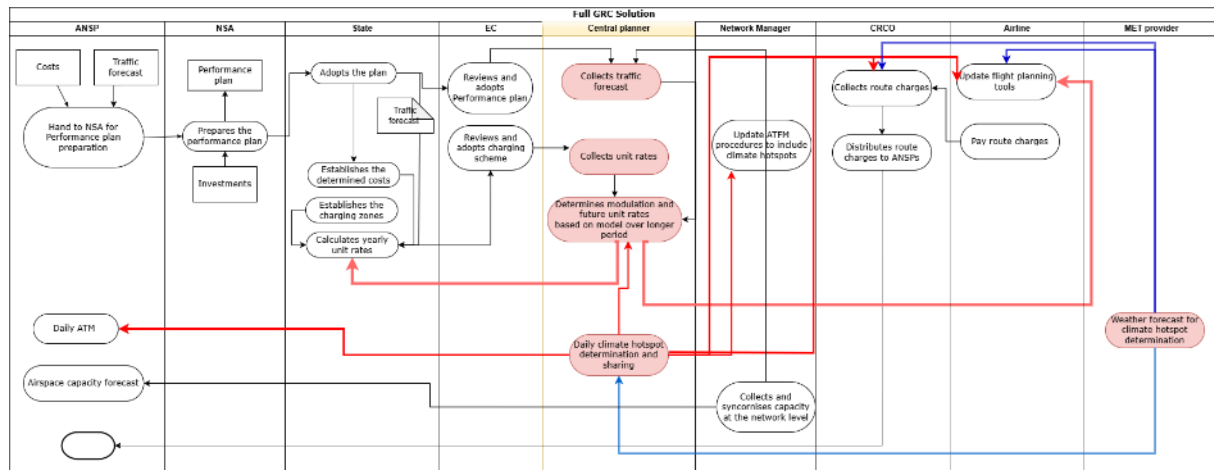 Full GRC Solution
ANSP
NSA
State
EC
Central planner
Network Manager
CRCO
Airline
MET provider
Costs
Traffic
forecast
Hand to NSA for
Performance plan
preparation
Performance
plan
Prepares the
performance plan
Investments
Adopts the plan
Traffic
forecast
Establishes the
determined costs
Establishes the
charging zones
Calculates yearly
unit rates
Reviews and
adopts
Performance plan
Reviews and
adopts charging
scheme
Collects traffic
forecast
Collects unit rates
Determines modulation and
future unit rates
based on model over longer
period
Update ATFM
procedures to include
climate hotspots
Collects route charges
Distributes route
charges to ANSPs
Update flight planning
tools
Pay route charges
Daily ATM
Daily climate hotspot
determination and
sharing
Weather forecast for
climate hotspot
determination
Airspace capacity forecast
Collects and
syncornises capacity
at the network level